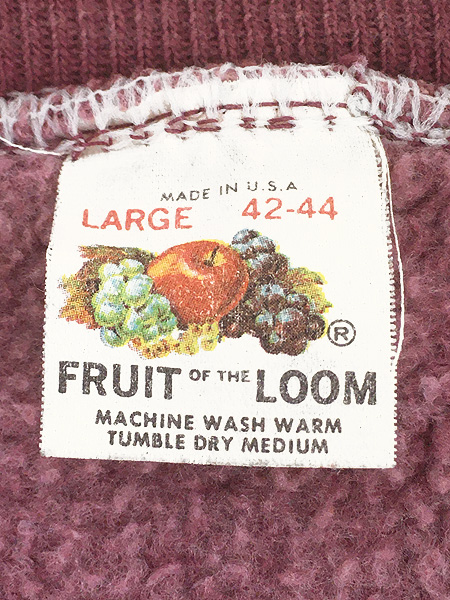 MADE IN U.S.A
LARGE 42-44
®
FRUIT OF THE LOOM
MACHINE WASH WARM
TUMBLE DRY MEDIUM